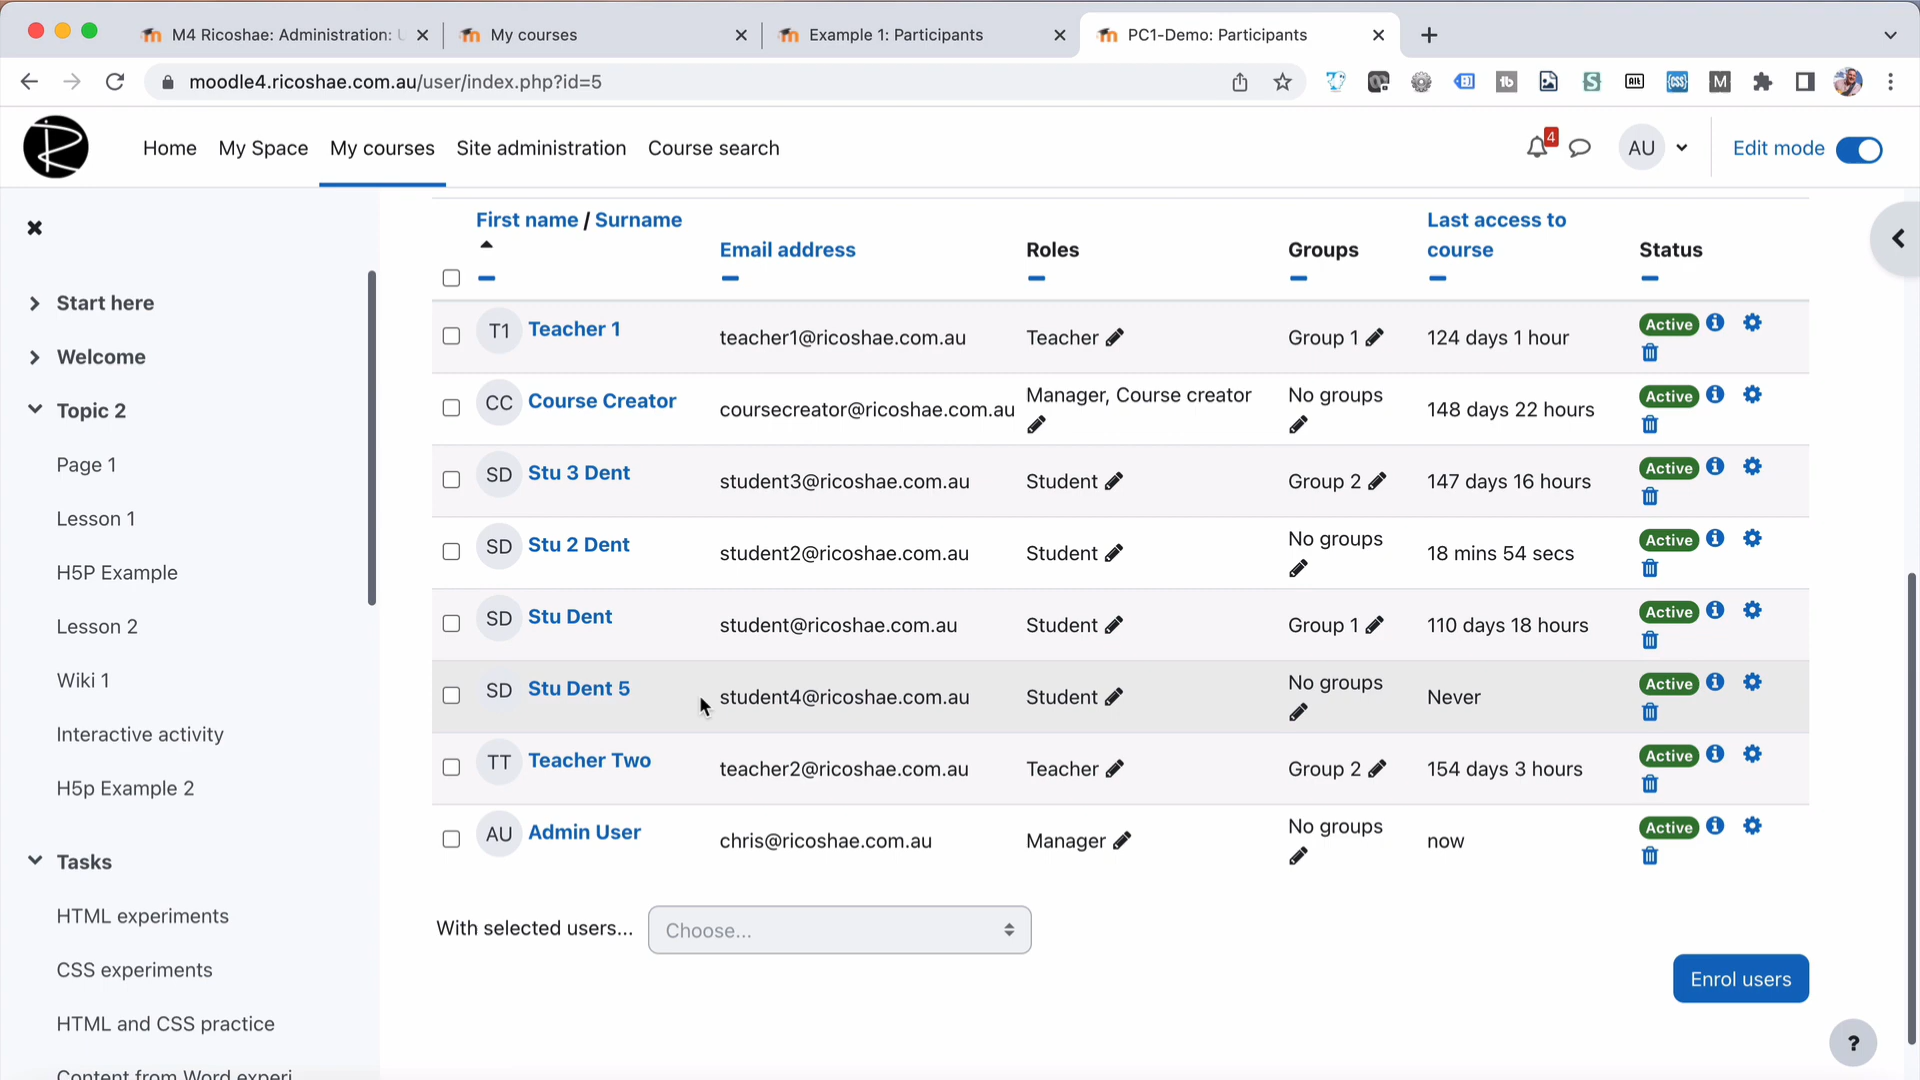 M4 Ricoshae: Administration:
My courses
Example 1: Participants
PC1-Demo: Participants
moodle4.ricoshae.com.au/user/index.php?id=5
Home
My Space
My courses
Site administration
Course search
4
AU
Edit mode
Start here
Welcome
Topic 2
Page 1
Lesson 1
H5P Example
Lesson 2
Wiki 1
Interactive activity
H5p Example 2
Tasks
HTML experiments
CSS experiments
HTML and CSS practice
Content from Word experi
First name / Surname
Email address
Roles
Groups
Last access to
course
Status
T1 Teacher 1 teacher1@ricoshae.com.au Teacher Group 1 124 days 1 hour Active
CC Course Creator coursecreator@ricoshae.com.au Manager, Course creator No groups 148 days 22 hours Active
SD Stu 3 Dent student3@ricoshae.com.au Student Group 2 147 days 16 hours Active
SD Stu 2 Dent student2@ricoshae.com.au Student No groups 18 mins 54 secs Active
SD Stu Dent student@ricoshae.com.au Student Group 1 110 days 18 hours Active
SD Stu Dent 5 student4@ricoshae.com.au Student No groups Never Active
TT Teacher Two teacher2@ricoshae.com.au Teacher Group 2 154 days 3 hours Active
AU Admin User chris@ricoshae.com.au Manager No groups now Active
With selected users...
Choose...
Enrol users
?